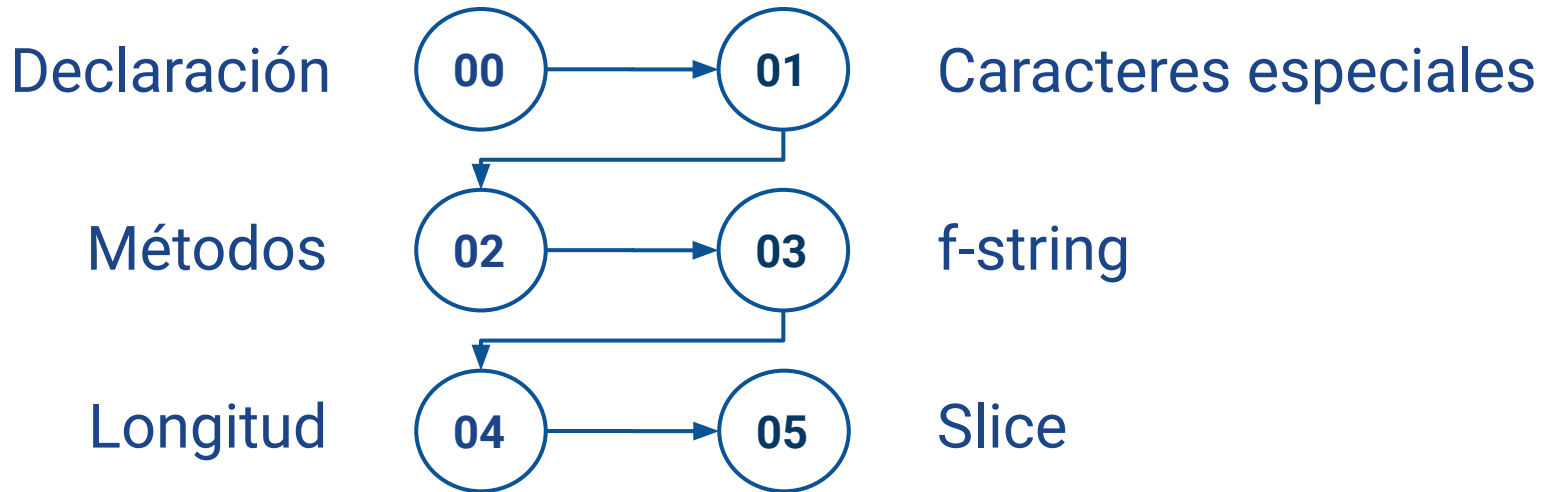 Declaración 00 01 Caracteres especiales
Métodos 02 03 f-string
Longitud 04 05 Slice